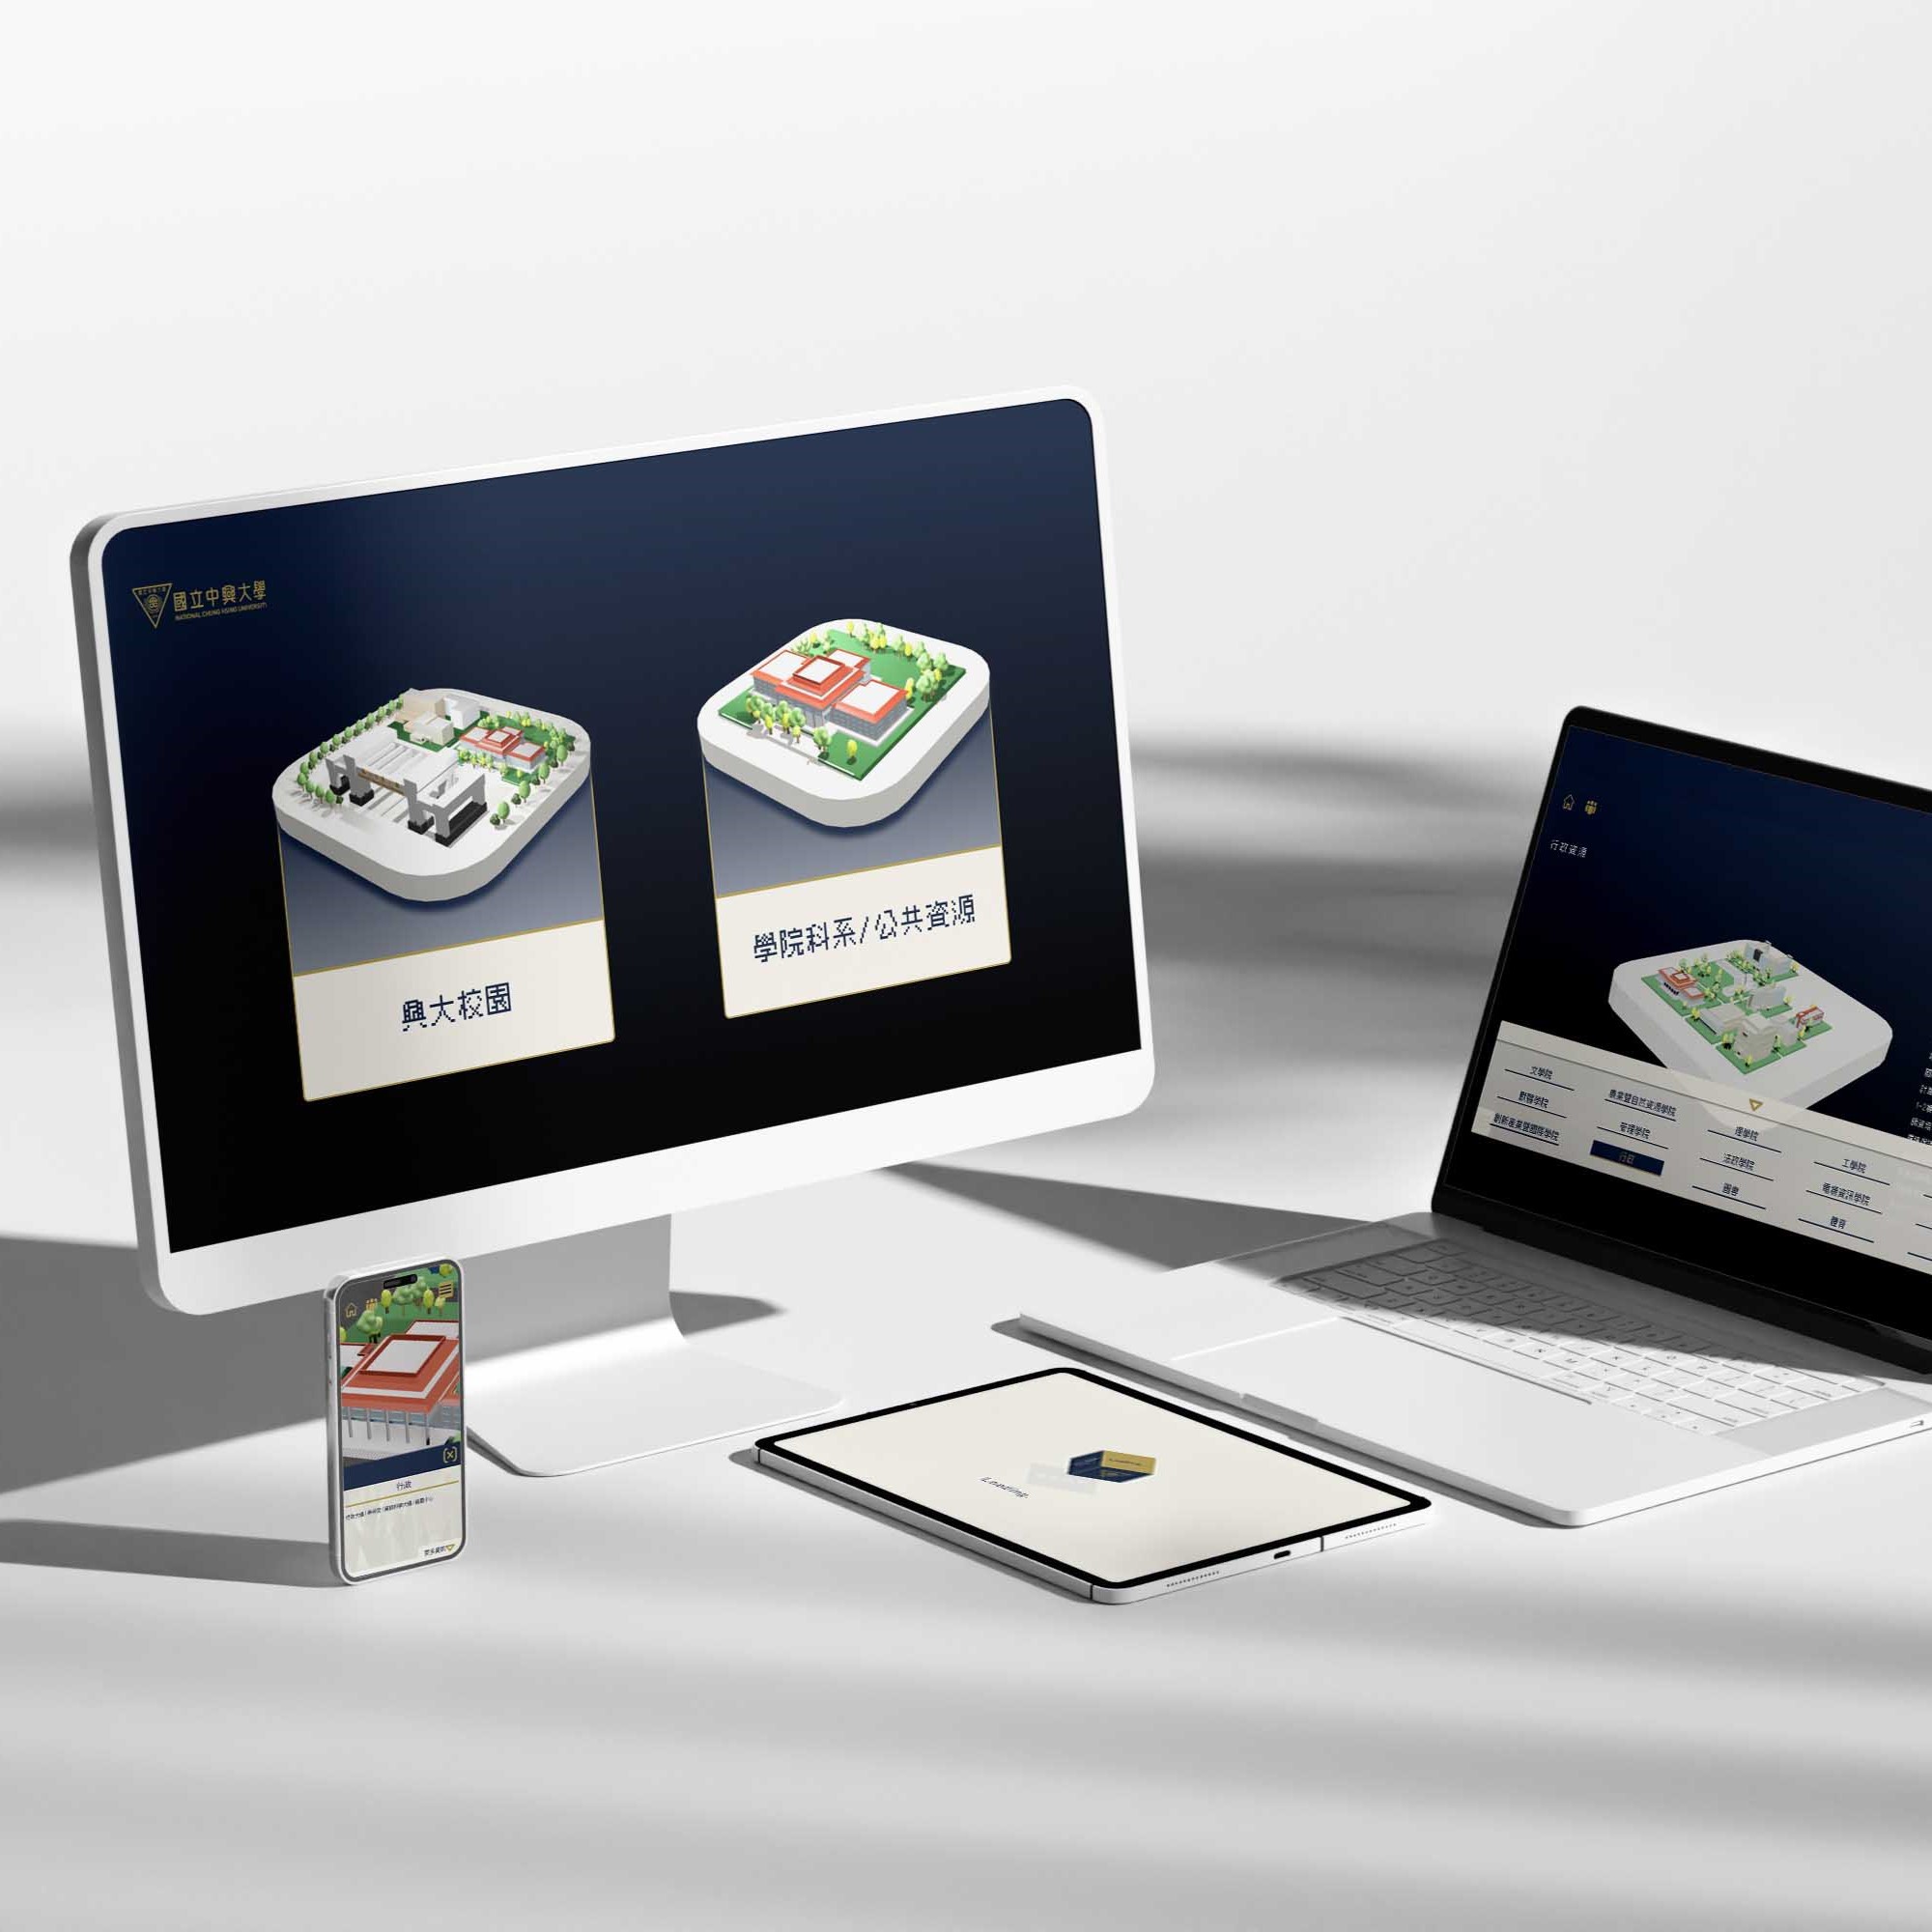 國立中興大學
NATIONAL CHUNG HSING UNIVERSITY
興大校園
學院科系/公共資源
行政資源
文學院
農業暨自然資源學院
理學院
工學院
獸醫學院
管理學院
法政學院
電機資訊學院
創新產業暨國際學院
行政
圖書
體育
行政
更多資訊
Loading.